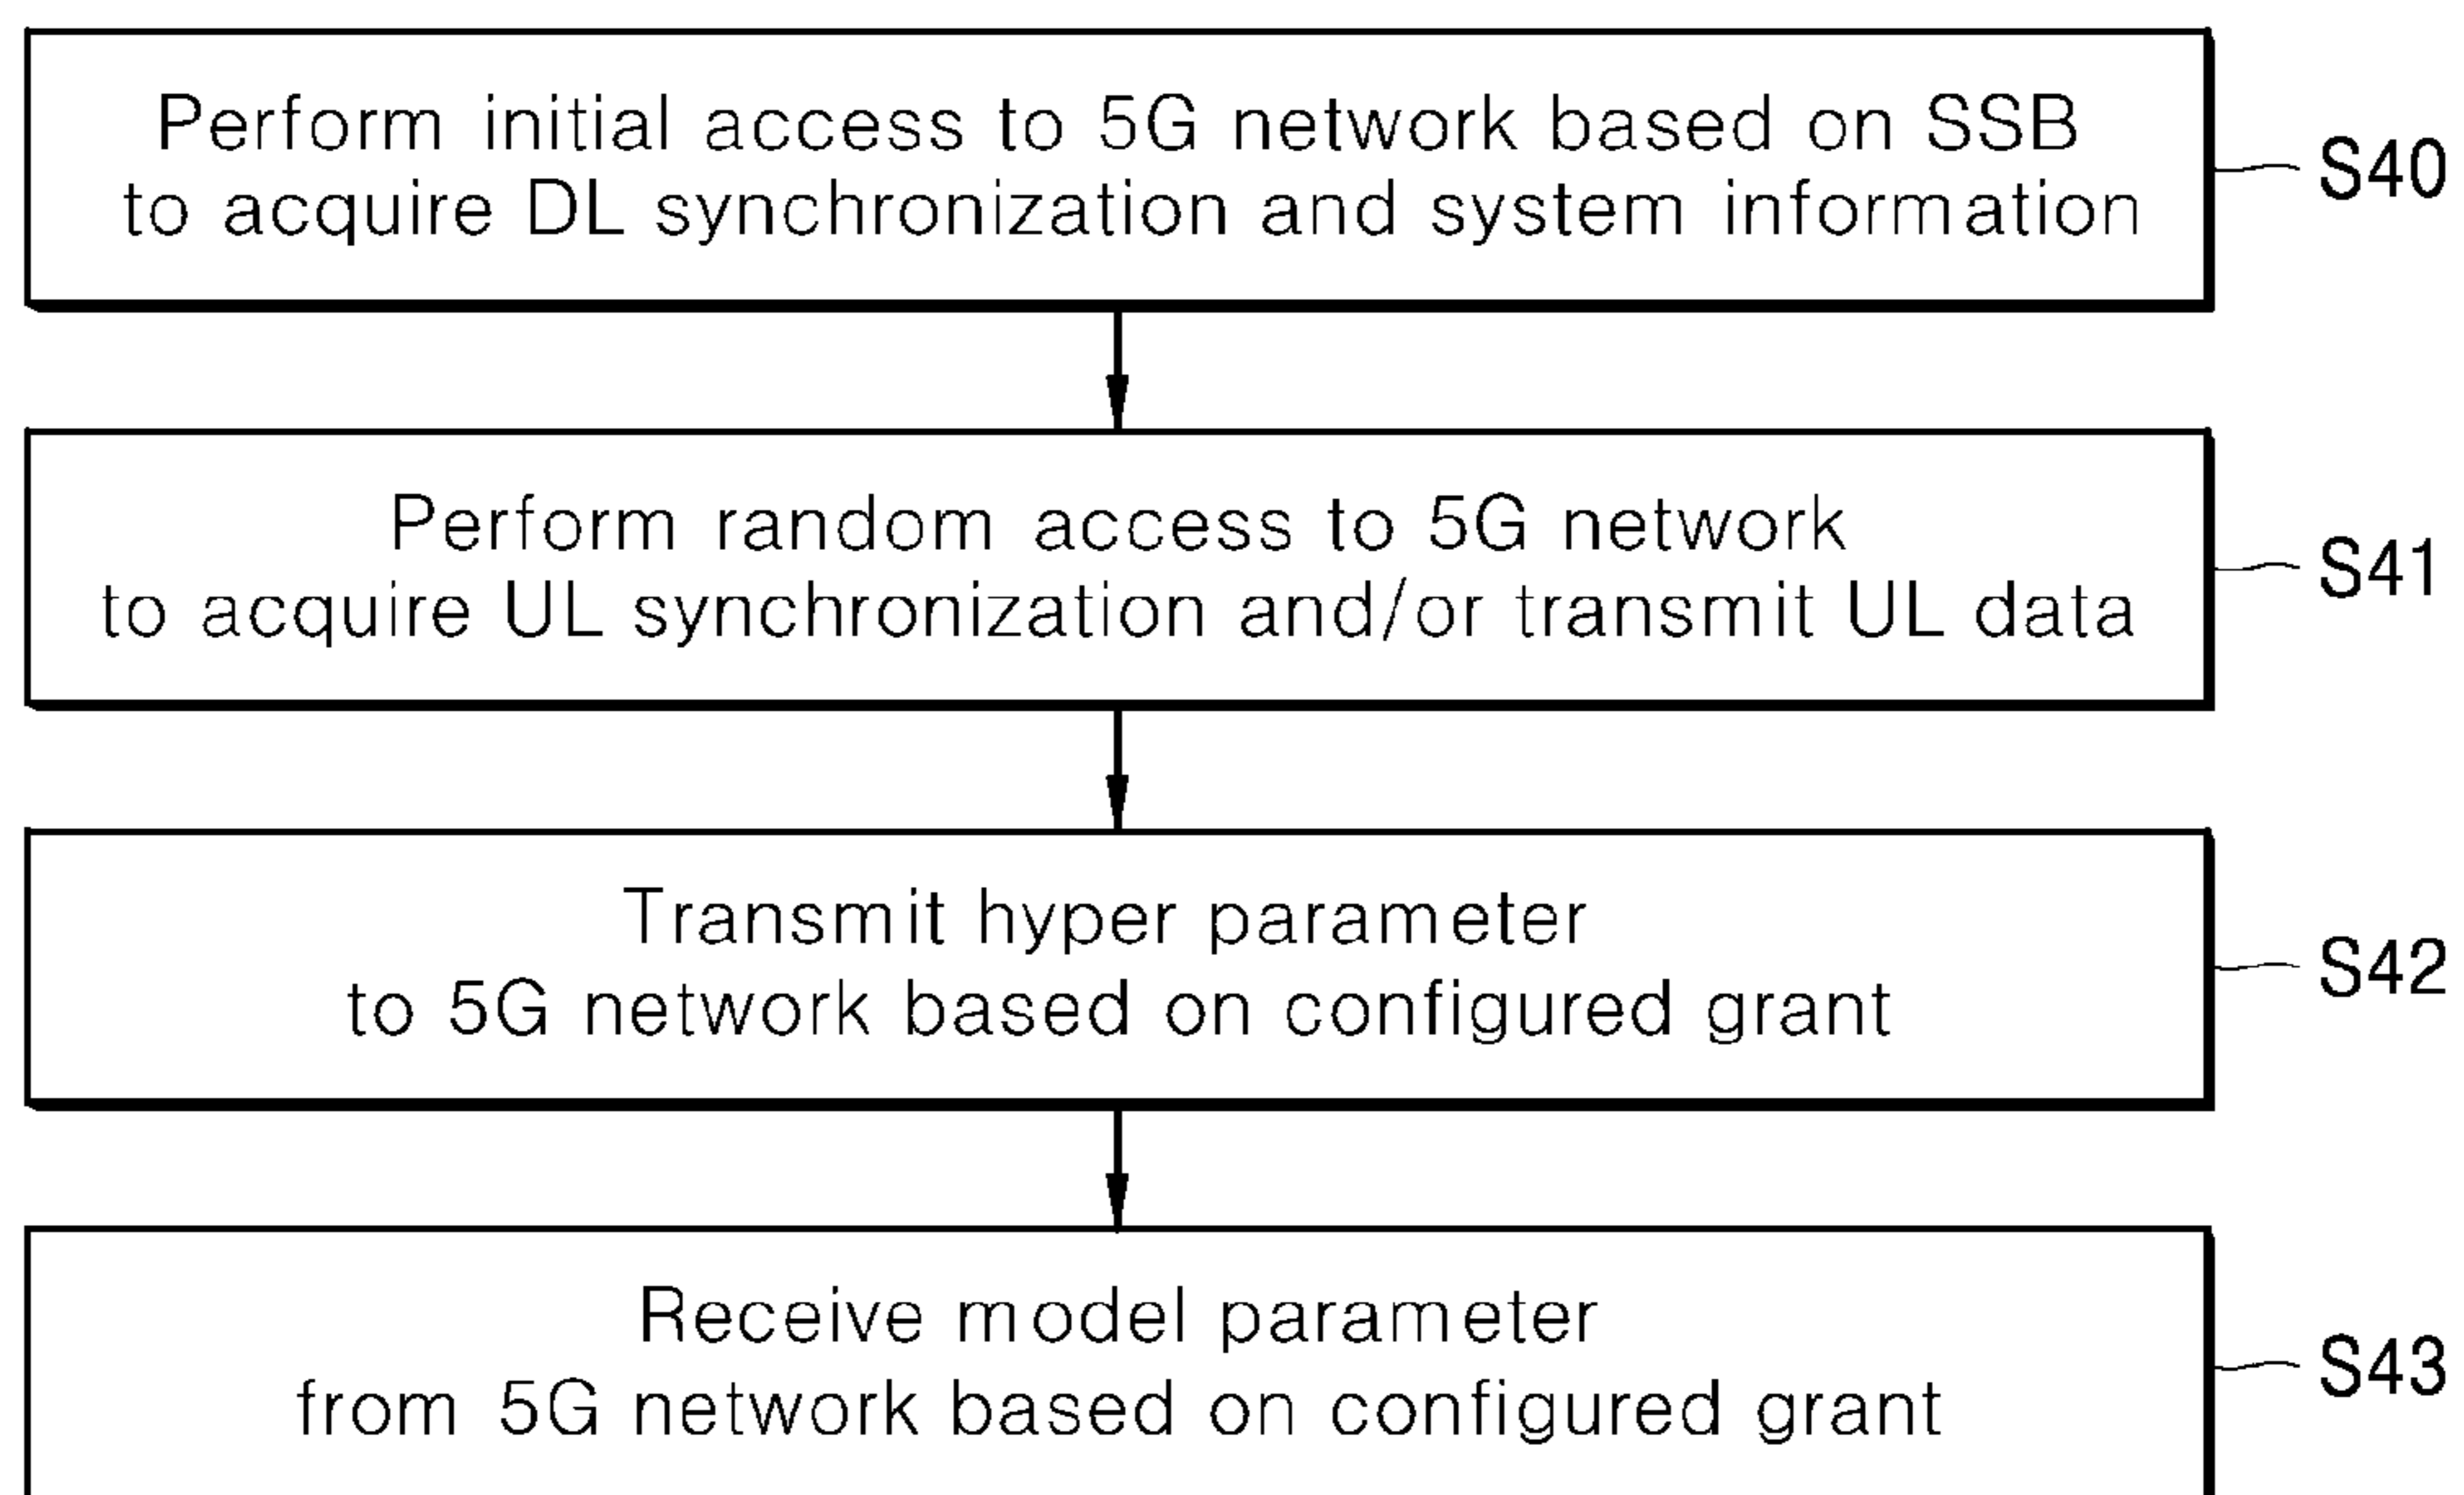 Perform initial access to 5G network based on SSB
to acquire DL synchronization and system information
S40
Perform random access to 5G network
to acquire UL synchronization and/or transmit UL data
S41
Transmit hyper parameter
to 5G network based on configured grant
S42
Receive model parameter
from 5G network based on configured grant
S43